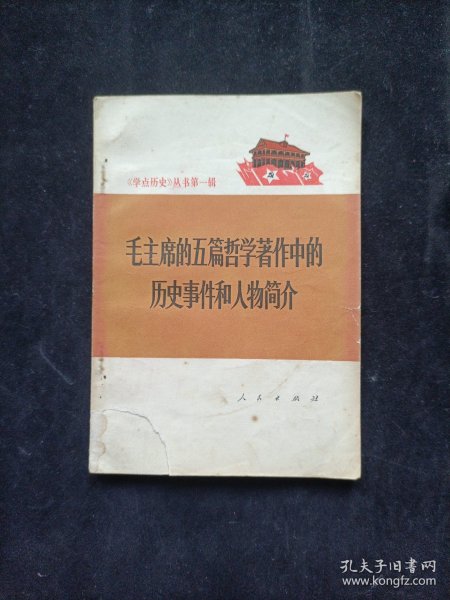 《学点历史》丛书第一辑
毛主席的五篇哲学著作中的
历史事件和人物简介
人民出版社
孔夫子旧书网
www.kongfz.com